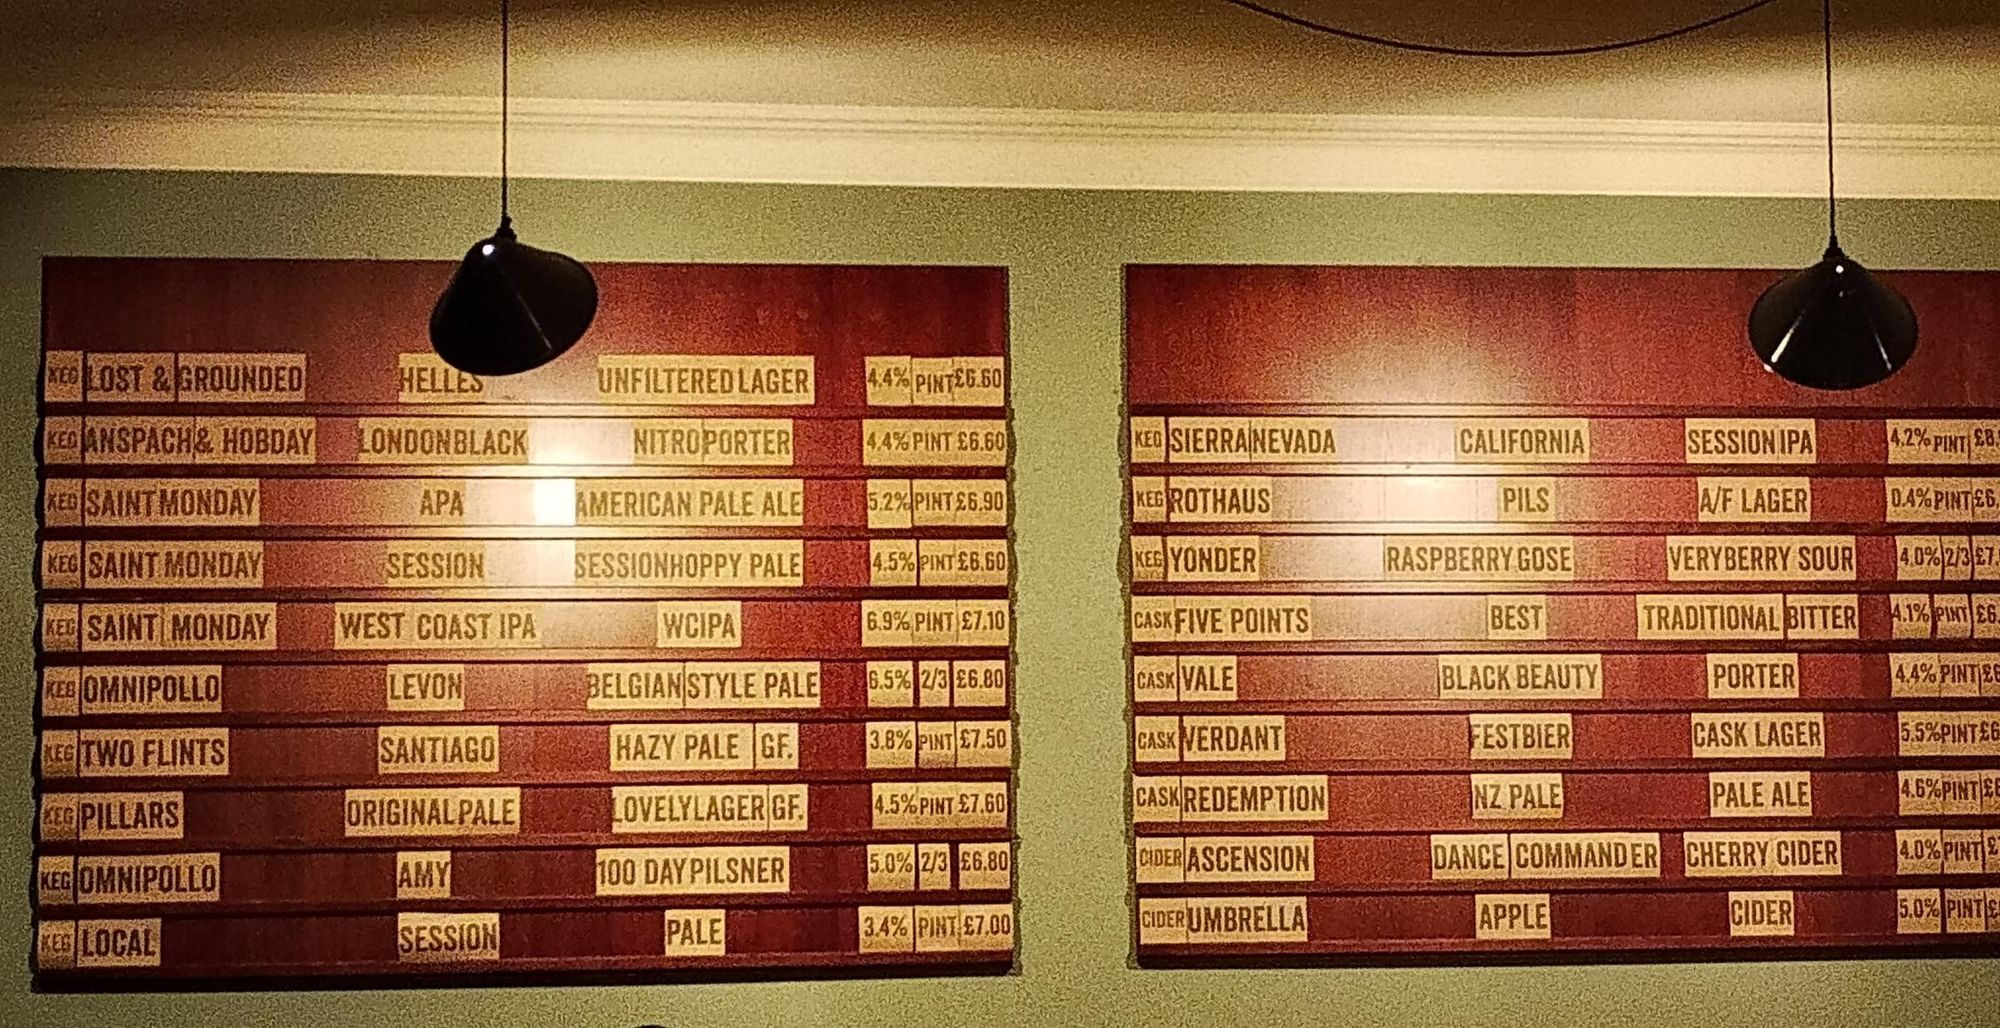 KEG LOST & GROUNDED HELLES UNFILTERED LAGER 4.4% PINT £6.60
KEG ANSPACH & HOBDAY LONDON BLACK NITRO PORTER 4.4% PINT £6.60
KEG SAINT MONDAY APA AMERICAN PALE ALE 5.2% PINT £6.90
KEG SAINT MONDAY SESSION SESSION HOPPY PALE 4.5% PINT £6.60
KEG SAINT MONDAY WEST COAST IPA WCIPA 6.9% PINT £7.10
KEG OMNIPOLLO LEVON BELGIAN STYLE PALE 6.5% 2/3 £6.80
KEG TWO FLINTS SANTIAGO HAZY PALE GF. 3.8% PINT £7.50
KEG PILLARS ORIGINAL PALE LOVELY LAGER GF. 4.5% PINT £7.60
KEG OMNIPOLLO AMY 100 DAY PILSNER 5.0% 2/3 £6.80
KEG LOCAL SESSION PALE 3.4% PINT £7.00
KEG SIERRA NEVADA CALIFORNIA SESSION IPA 4.2% PINT
KEG ROTHAUS PILS A/F LAGER 0.4% PINT £6.
KEG YONDER RASPBERRY GOSE VERY BERRY SOUR 4.0% 2/3 £7.
CASK FIVE POINTS BEST TRADITIONAL BITTER 4.1% PINT £6.
CASK VALE BLACK BEAUTY PORTER 4.4% PINT
CASK VERDANT FESTBIER CASK LAGER 5.5% PINT £6
CASK REDEMPTION NZ PALE PALE ALE 4.6% PINT
CIDER ASCENSION DANCE COMMANDER CHERRY CIDER 4.0% PINT
CIDER UMBRELLA APPLE CIDER 5.0% PINT